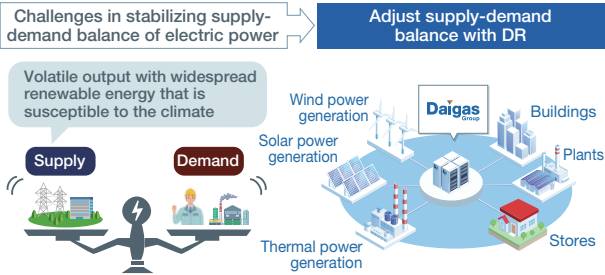 Challenges in stabilizing supply-
demand balance of electric power
Adjust supply-demand
balance with DR
Volatile output with widespread
renewable energy that is
susceptible to the climate
Supply
Demand
Wind power
generation
Daigas
Group
Buildings
Solar power
generation
Plants
Thermal power
generation
Stores